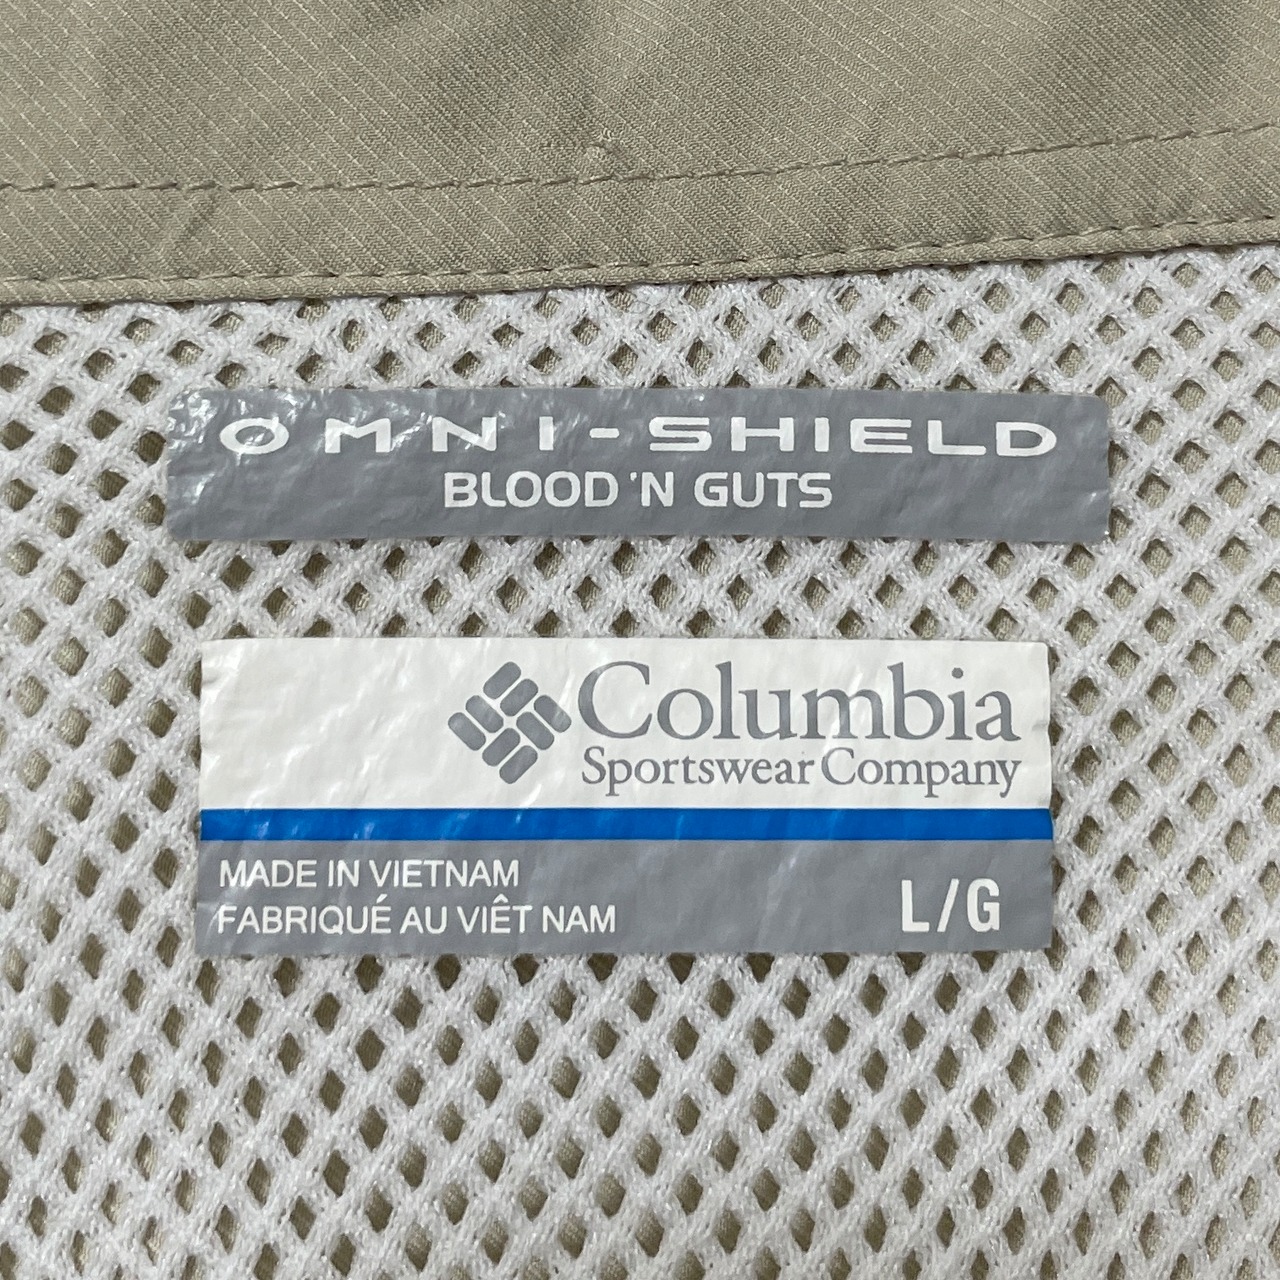 OMNI-SHIELD
BLOOD 'N GUTS
Columbia
Sportswear Company
MADE IN VIETNAM
FABRIQUÉ AU VIÊT NAM
L/G